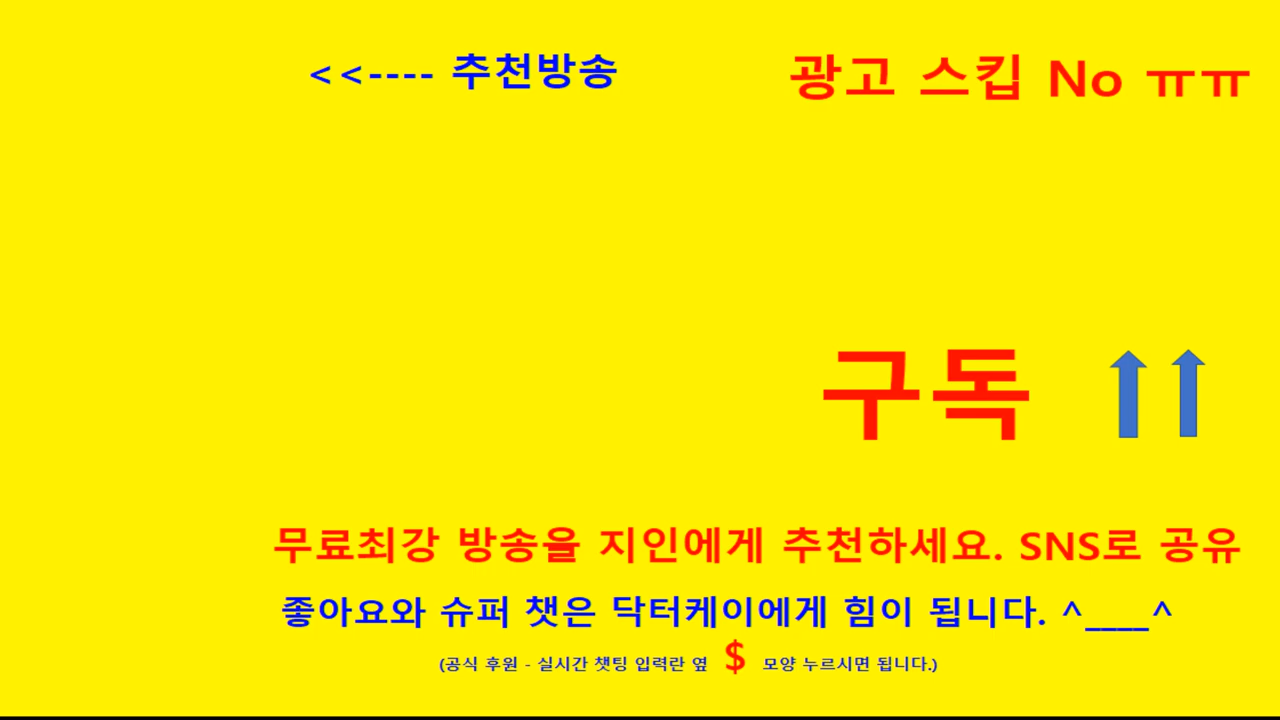 <<---- 추천방송
광고 스킵 No ㅠㅠ
구독
무료최강 방송을 지인에게 추천하세요. SNS로 공유
좋아요와 슈퍼 챗은 닥터케이에게 힘이 됩니다. ^____^
(공식 후원 - 실시간 챗팅 입력란 옆 $ 모양 누르시면 됩니다.)